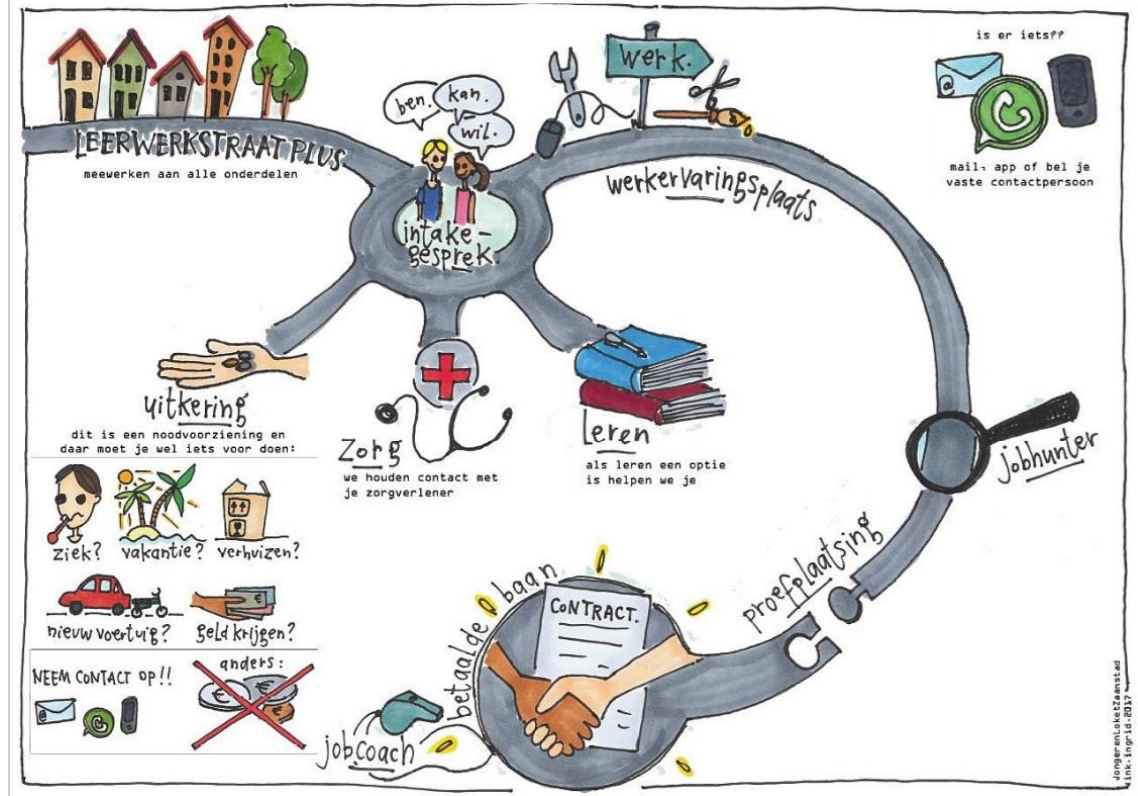 LEERWERKSTRAAT PLUS
meewerken aan alle onderdelen
ben.
kan.
wil.
intake-
gesprek.
werk.
werkervaringsplaats
is er iets??
@
mail, app of bel je
vaste contactpersoon
uitkering
dit is een noodvoorziening en
daar moet je wel iets voor doen:
ziek?
vakantie?
verhuizen?
nieuw voertuig?
geld krijgen?
NEEM CONTACT OP!!
@
anders:
€
€
€
Zorg
we houden contact met
je zorgverlener
Leren
als leren een optie
is helpen we je
jobhunter
proefplaatsing
betaalde baan
CONTRACT.
jobcoach
JongerenLoketZaanstad
ink-ingrid-2017